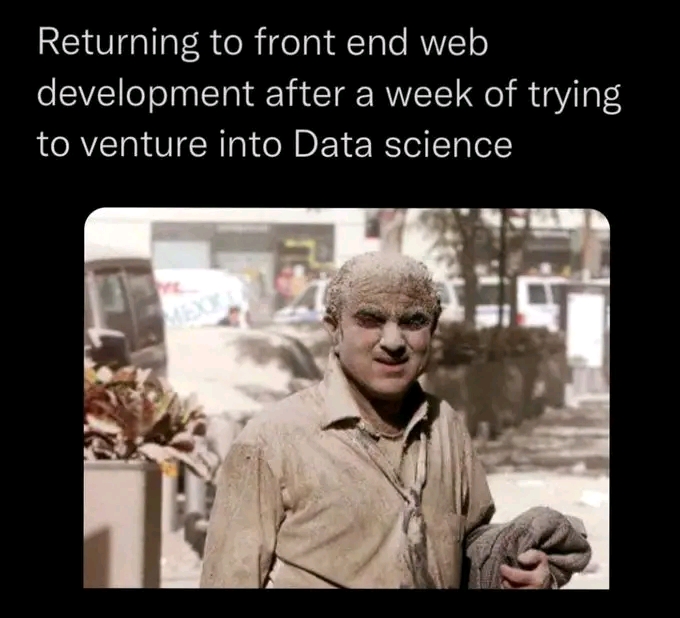 Returning to front end web
development after a week of trying
to venture into Data science